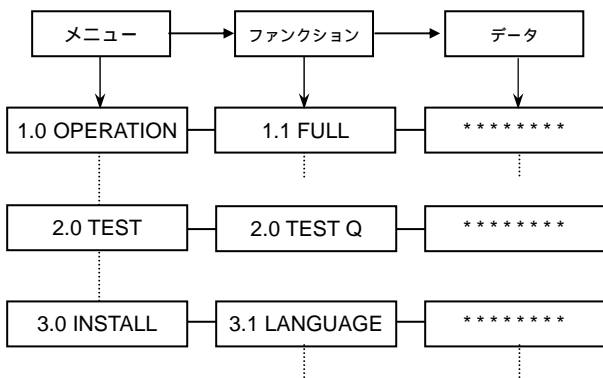 メニュー ファンクション データ
1.0 OPERATION 1.1 FULL ********
2.0 TEST 2.0 TEST Q ********
3.0 INSTALL 3.1 LANGUAGE ********